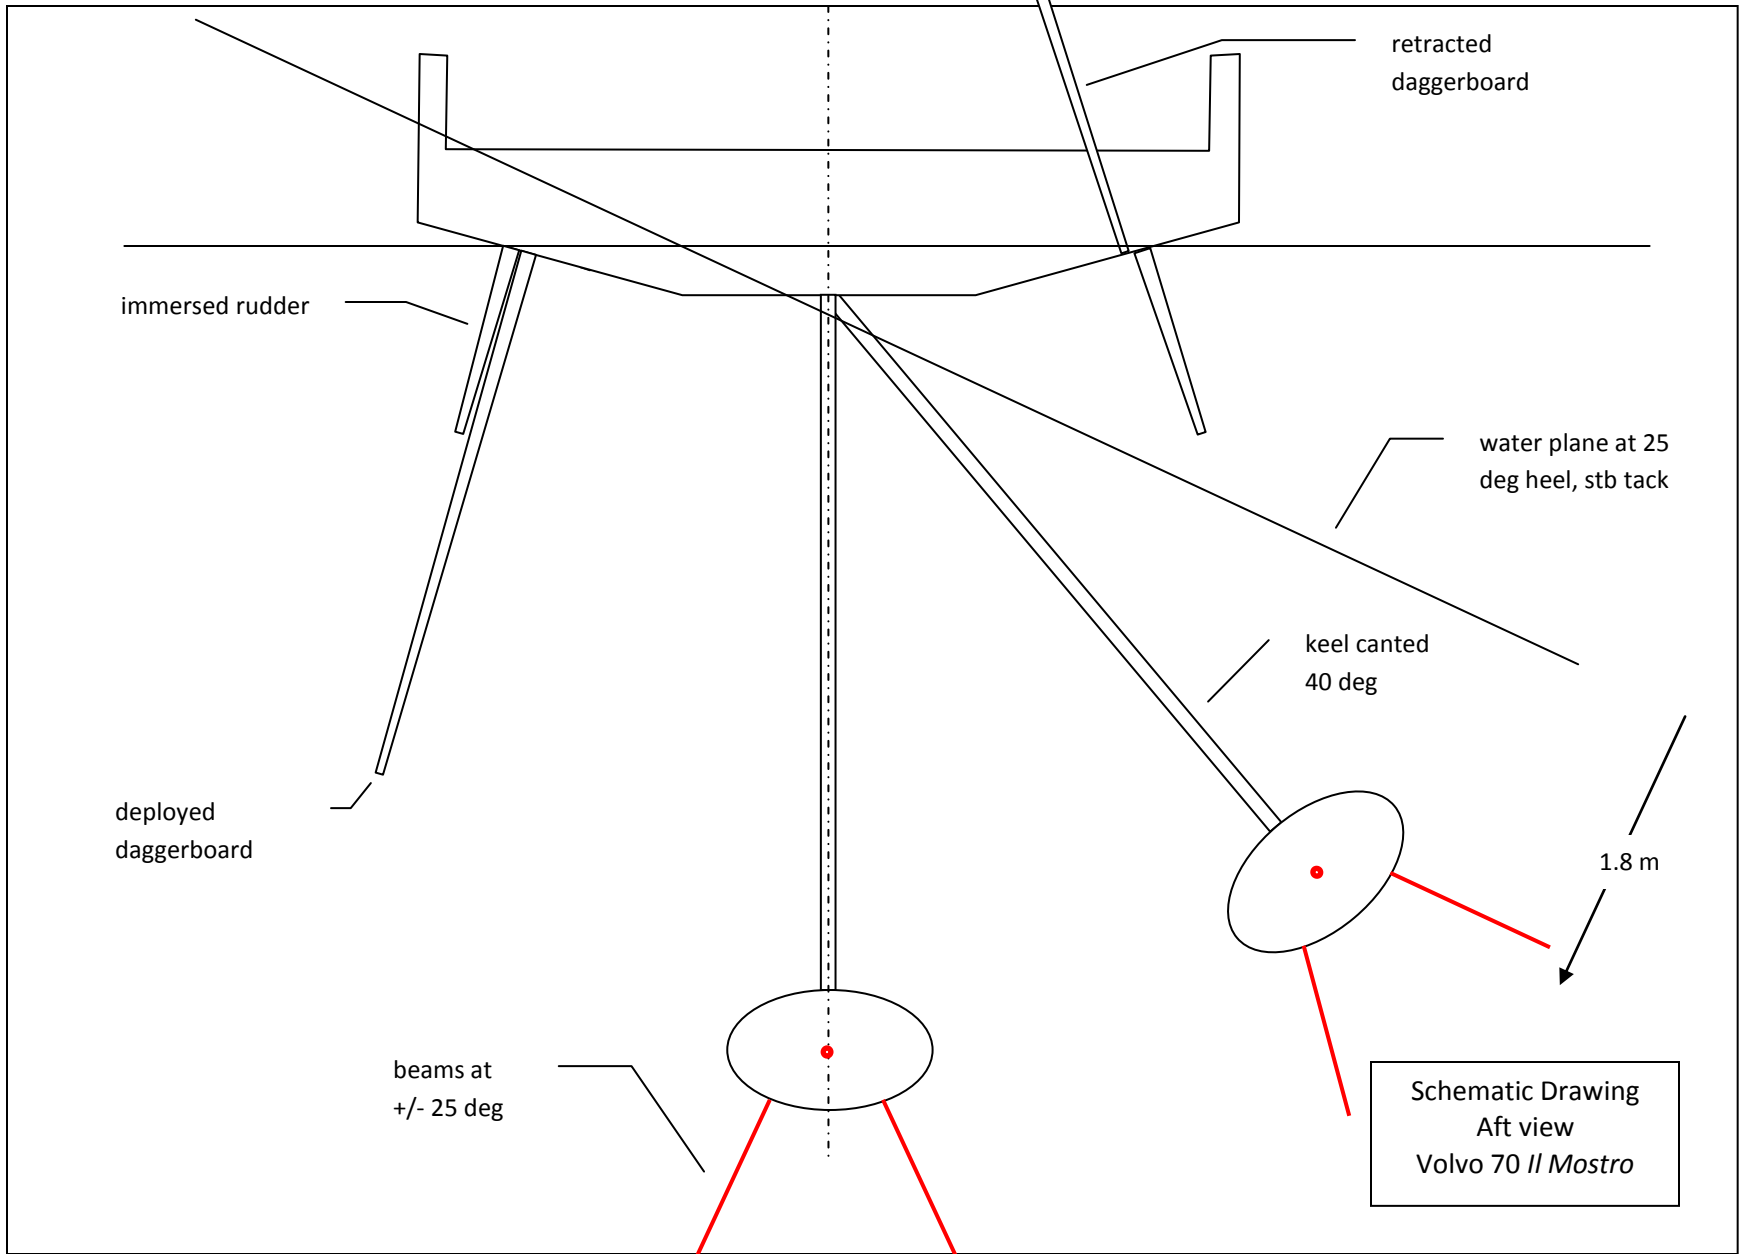 retracted
daggerboard
immersed rudder
water plane at 25
deg heel, stb tack
keel canted
40 deg
deployed
daggerboard
1.8 m
beams at
+/- 25 deg
Schematic Drawing
Aft view
Volvo 70 Il Mostro